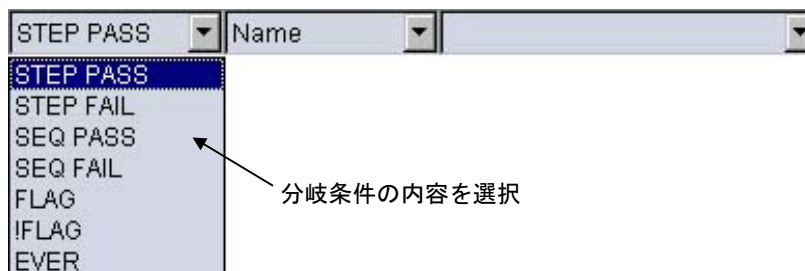 STEP PASS Name
STEP PASS
STEP FAIL
SEQ PASS
SEQ FAIL
FLAG
!FLAG
EVER
分岐条件の内容を選択